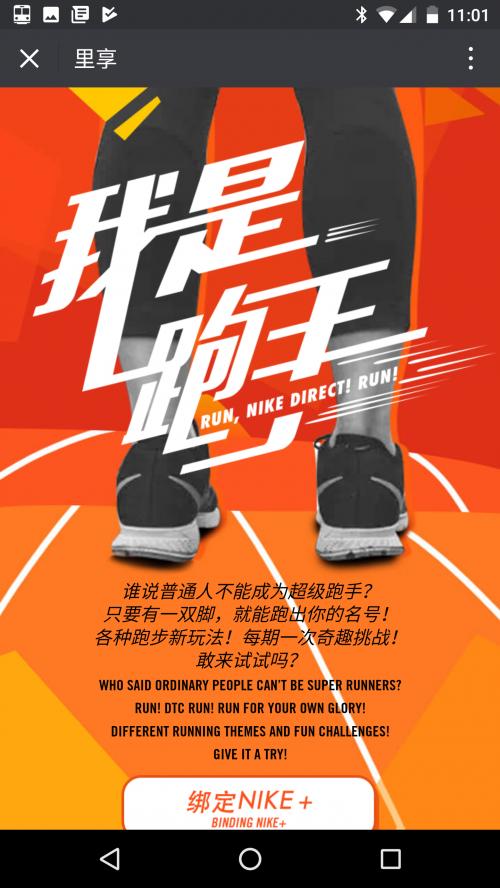 11:01
里享
我是
跑手
RUN, NIKE DIRECT! RUN!
谁说普通人不能成为超级跑手？
只要有一双脚，就能跑出你的名号！
各种跑步新玩法！每期一次奇趣挑战！
敢来试试吗？
WHO SAID ORDINARY PEOPLE CAN'T BE SUPER RUNNERS?
RUN! DTC RUN! RUN FOR YOUR OWN GLORY!
DIFFERENT RUNNING THEMES AND FUN CHALLENGES!
GIVE IT A TRY!
绑定NIKE+
BINDING NIKE+